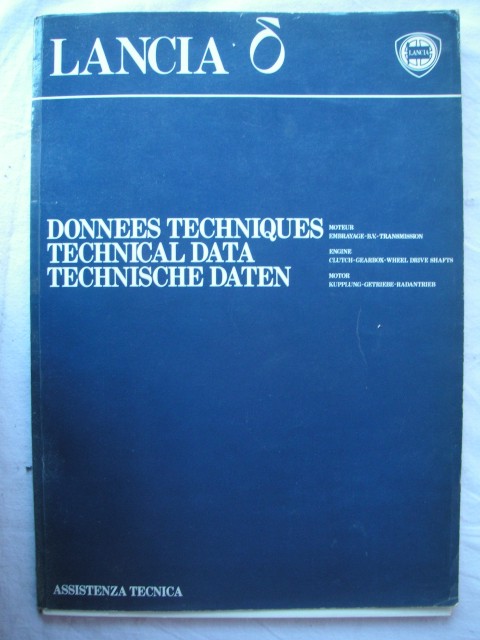 LANCIA δ
LANCIA
DONNEES TECHNIQUES
TECHNICAL DATA
TECHNISCHE DATEN
MOTEUR
EMBRAYAGE-B.V.-TRANSMISSION
ENGINE
CLUTCH-GEARBOX-WHEEL DRIVE SHAFTS
MOTOR
KUPPLUNG-GETRIEBE-RADANTRIEB
ASSISTENZA TECNICA